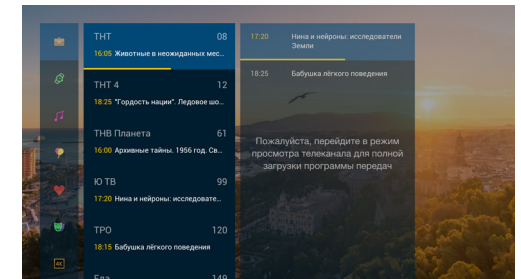 ТНТ 08
16:05 Животные в неожиданных мес...
ТНТ 4 12
18:25 "Гордость нации". Ледовое шо...
ТНВ Планета 61
16:00 Архивные тайны. 1956 год. Св...
Ю ТВ 99
17:20 Нина и нейроны: исследовате...
ТРО 120
18:15 Бабушка лёгкого поведения
Еда 149
17:20 Нина и нейроны: исследователи
Земли
18:25 Бабушка лёгкого поведения
Пожалуйста, перейдите в режим
просмотра телеканала для полной
загрузки программы передач
4K